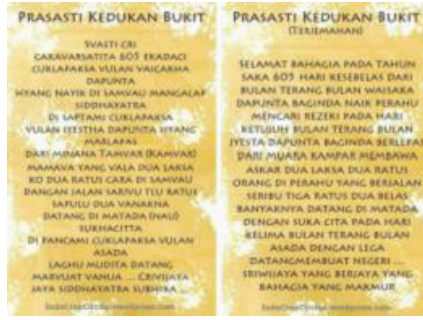 PRASASTI KEDUKAN BUKIT
SVASTI CRI
CAKAVARSATITA 605 EKADACI
CUKLAPAKSA VULAN VAICAKHA
DAPUNTA
HYANG NAYIK DI SAMVAU MANGALAP
SIDDHAYATRA
DI SAPTAMI CUKLAPAKSA
VULAN JYESTHA DAPUNTA HYANG
MARLAPAS
DARI MINANA TAMVAR (KAMVAR)
MAMAVA YANG VALA DUA LAKSA
KO DUA RATUS CARA DI SAMVAU
DANGAN JALAN SARIVU TLU RATUS
SAPULU DUA VANAKNA
DATANG DI MATADA (NAU)
SUKHACITTA
DI PANCAMI CUKLAPAKSA VULAN
ASADA
LAGHU MUDITA DATANG
MARVUAT VANUA ... CRIVIJAYA
JAYA SIDDHAYATRA SUBHIKA ...
PRASASTI KEDUKAN BUKIT
(TERJEMAHAN)
SELAMAT BAHAGIA PADA TAHUN
SAKA 605 HARI KESEBELAS DARI
BULAN TERANG BULAN WAISAKA
DAPUNTA BAGINDA NAIK PERAHU
MENCARI REZEKI PADA HARI
KETUJUH BULAN TERANG BULAN
JYESTA DAPUNTA BAGINDA BERLEPAS
DARI MUARA KAMPAR MEMBAWA
ASKAR DUA LAKSA DUA RATUS
ORANG DI PERAHU YANG BERJALAN
SERIBU TIGA RATUS DUA BELAS
BANYAKNYA DATANG DI MATADA
DENGAN SUKA CITA PADA HARI
KELIMA BULAN TERANG BULAN
ASADA DENGAN LEGA
DATANGMEMBUAT NEGERI ...
SRIWIJAYA YANG BERJAYA YANG
BAHAGIA YANG MAKMUR